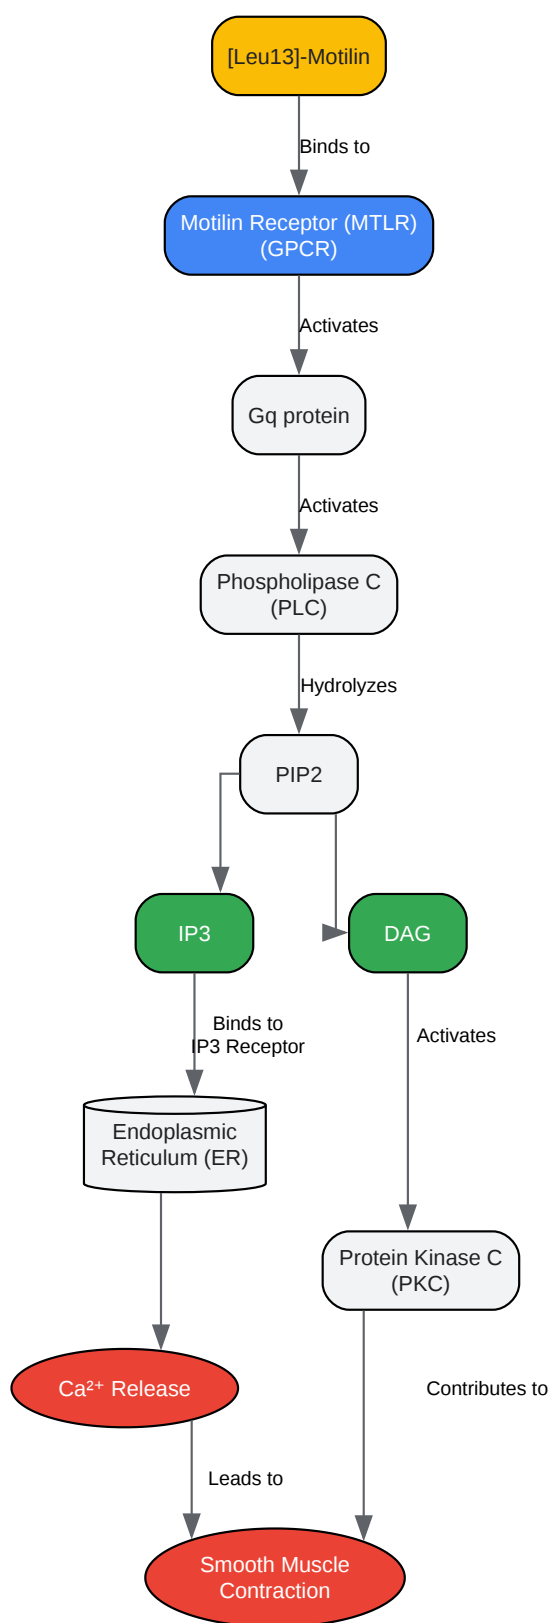 [Leu13]-Motilin
Binds to
Motilin Receptor (MTLR)
(GPCR)
Activates
Gq protein
Activates
Phospholipase C
(PLC)
Hydrolyzes
PIP2
IP3
DAG
Binds to
IP3 Receptor
Activates
Endoplasmic
Reticulum (ER)
Protein Kinase C
(PKC)
Ca²⁺ Release
Contributes to
Leads to
Smooth Muscle
Contraction